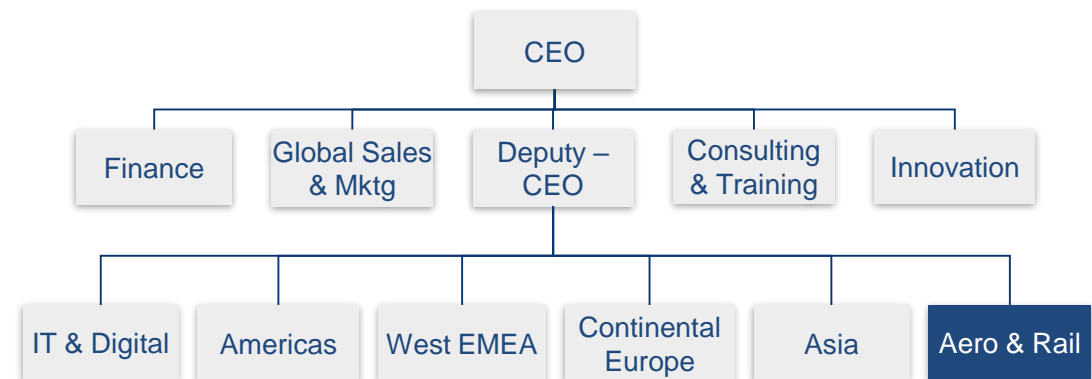 CEO
Finance
Global Sales
& Mktg
Deputy –
CEO
Consulting
& Training
Innovation
IT & Digital
Americas
West EMEA
Continental
Europe
Asia
Aero & Rail